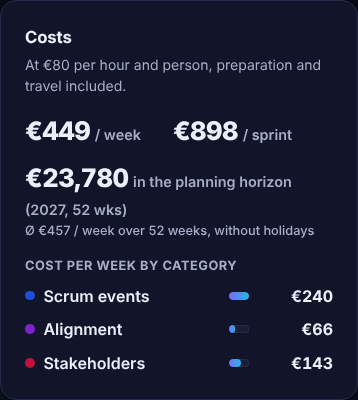 Costs
At €80 per hour and person, preparation and
travel included.
€449 / week €898 / sprint
€23,780 in the planning horizon
(2027, 52 wks)
Ø €457 / week over 52 weeks, without holidays
COST PER WEEK BY CATEGORY
Scrum events €240
Alignment €66
Stakeholders €143